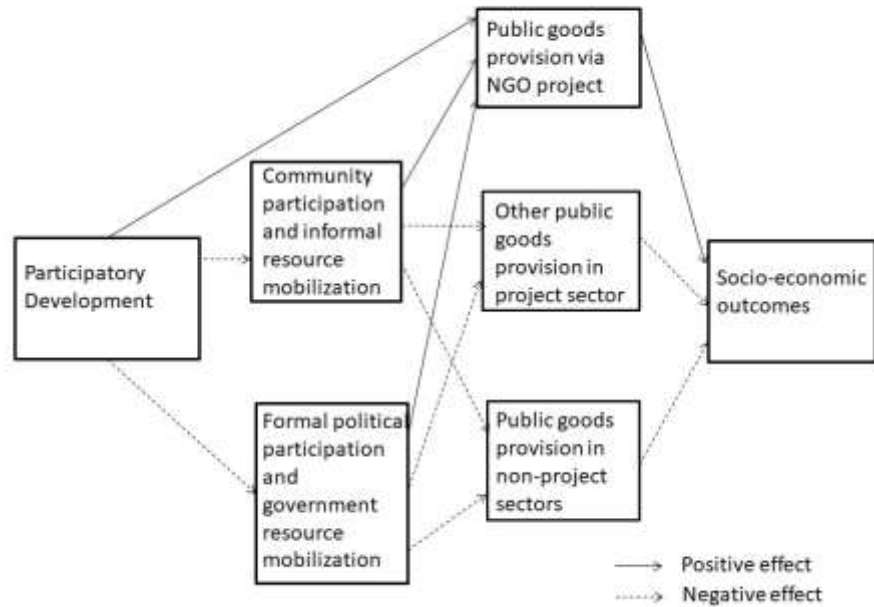 Public goods
provision via
NGO project
Community
participation
and informal
resource
mobilization
Other public
goods
provision in
project sector
Participatory
Development
Socio-economic
outcomes
Formal political
participation
and
government
resource
mobilization
Public goods
provision in
non-project
sectors
Positive effect
Negative effect